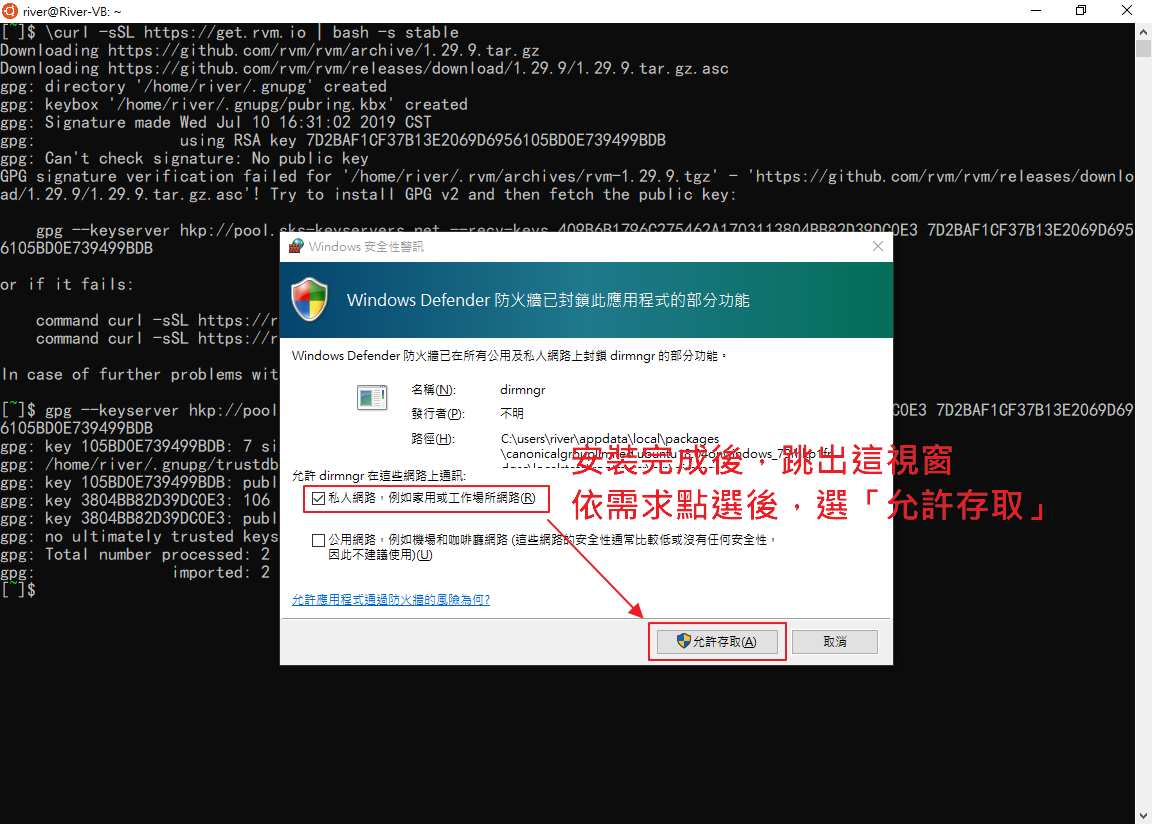 river@River-VB: ~
[~]$ \curl -sSL https://get.rvm.io | bash -s stable
Downloading https://github.com/rvm/rvm/archive/1.29.9.tar.gz
Downloading https://github.com/rvm/rvm/releases/download/1.29.9/1.29.9.tar.gz.asc
gpg: directory '/home/river/.gnupg' created
gpg: keybox '/home/river/.gnupg/pubring.kbx' created
gpg: Signature made Wed Jul 10 16:31:02 2019 CST
gpg:                using RSA key 7D2BAF1CF37B13E2069D6956105BD0E739499BDB
gpg: Can't check signature: No public key
GPG signature verification failed for '/home/river/.rvm/archives/rvm-1.29.9.tgz' - 'https://github.com/rvm/rvm/releases/downlo
ad/1.29.9/1.29.9.tar.gz.asc'! Try to install GPG v2 and then fetch the public key:
gpg --keyserver hkp://pool.sks-keyservers.net --recv-keys 409B6B1796C275462A1703113804BB82D39DC0E3 7D2BAF1CF37B13E2069D695
6105BD0E739499BDB
or if it fails:
command curl -sSL https://r
command curl -sSL https://r
In case of further problems wit
[~]$ gpg --keyserver hkp://pool C0E3 7D2BAF1CF37B13E2069D69
6105BD0E739499BDB
gpg: key 105BD0E739499BDB: 7 si
gpg: /home/river/.gnupg/trustdb
gpg: key 105BD0E739499BDB: publ
gpg: key 3804BB82D39DC0E3: 106
gpg: key 3804BB82D39DC0E3: publ
gpg: no ultimately trusted keys
gpg: Total number processed: 2
gpg:               imported: 2
[~]$
Windows 安全性警訊
Windows Defender 防火牆已封鎖此應用程式的部分功能
Windows Defender 防火牆已在所有公用及私人網路上封鎖 dirmngr 的部分功能。
名稱(N): dirmngr
發行者(P): 不明
路徑(H): C:\users\river\appdata\local\packages
允許 dirmngr 在這些網路上通訊:
私人網路，例如家用或工作場所網路(R)
安裝完成後，跳出這視窗
依需求點選後，選「允許存取」
公用網路，例如機場和咖啡廳網路 (這些網路的安全性通常比較低或沒有任何安全性，
因此不建議使用)(U)
允許應用程式通過防火牆的風險為何?
允許存取(A)
取消